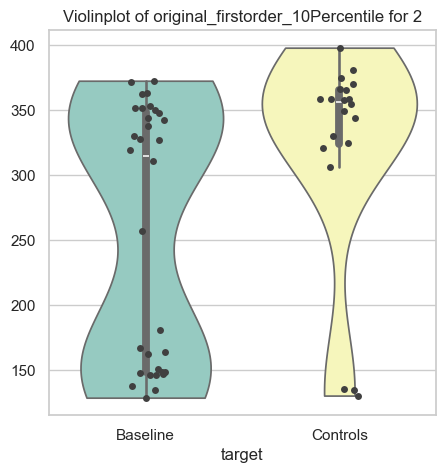 Violinplot of original_firstorder_10Percentile for 2
400
350
300
250
200
150
Baseline Controls
target